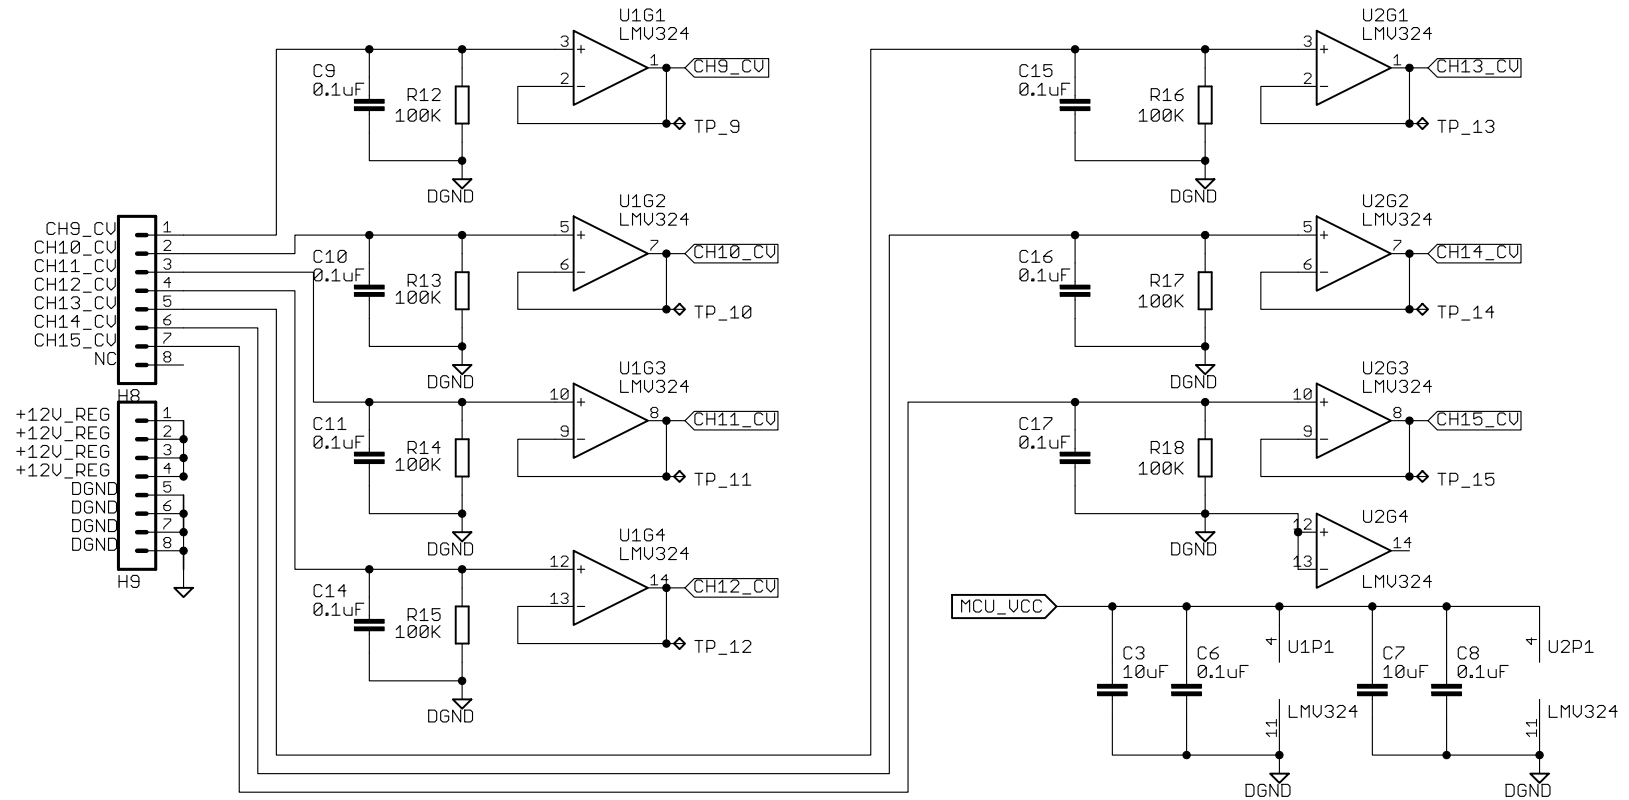 U1G1
LMV324
3
2
1
CH9_CV
C9
0.1uF
R12
100K
TP_9
DGND
U2G1
LMV324
3
2
1
CH13_CV
C15
0.1uF
R16
100K
TP_13
DGND
U1G2
LMV324
5
6
7
CH10_CV
C10
0.1uF
R13
100K
TP_10
DGND
U2G2
LMV324
5
6
7
CH14_CV
C16
0.1uF
R17
100K
TP_14
DGND
CH9_CV 1
CH10_CV 2
CH11_CV 3
CH12_CV 4
CH13_CV 5
CH14_CV 6
CH15_CV 7
NC 8
H8
+12V_REG 1
+12V_REG 2
+12V_REG 3
+12V_REG 4
DGND 5
DGND 6
DGND 7
DGND 8
H9
U1G3
LMV324
10
9
8
CH11_CV
C11
0.1uF
R14
100K
TP_11
DGND
U2G3
LMV324
10
9
8
CH15_CV
C17
0.1uF
R18
100K
TP_15
DGND
U1G4
LMV324
12
13
14
CH12_CV
C14
0.1uF
R15
100K
TP_12
DGND
U2G4
12
13
14
LMV324
MCU_VCC
C3
10uF
C6
0.1uF
4
U1P1
11
LMV324
DGND
C7
10uF
C8
0.1uF
4
U2P1
11
LMV324
DGND